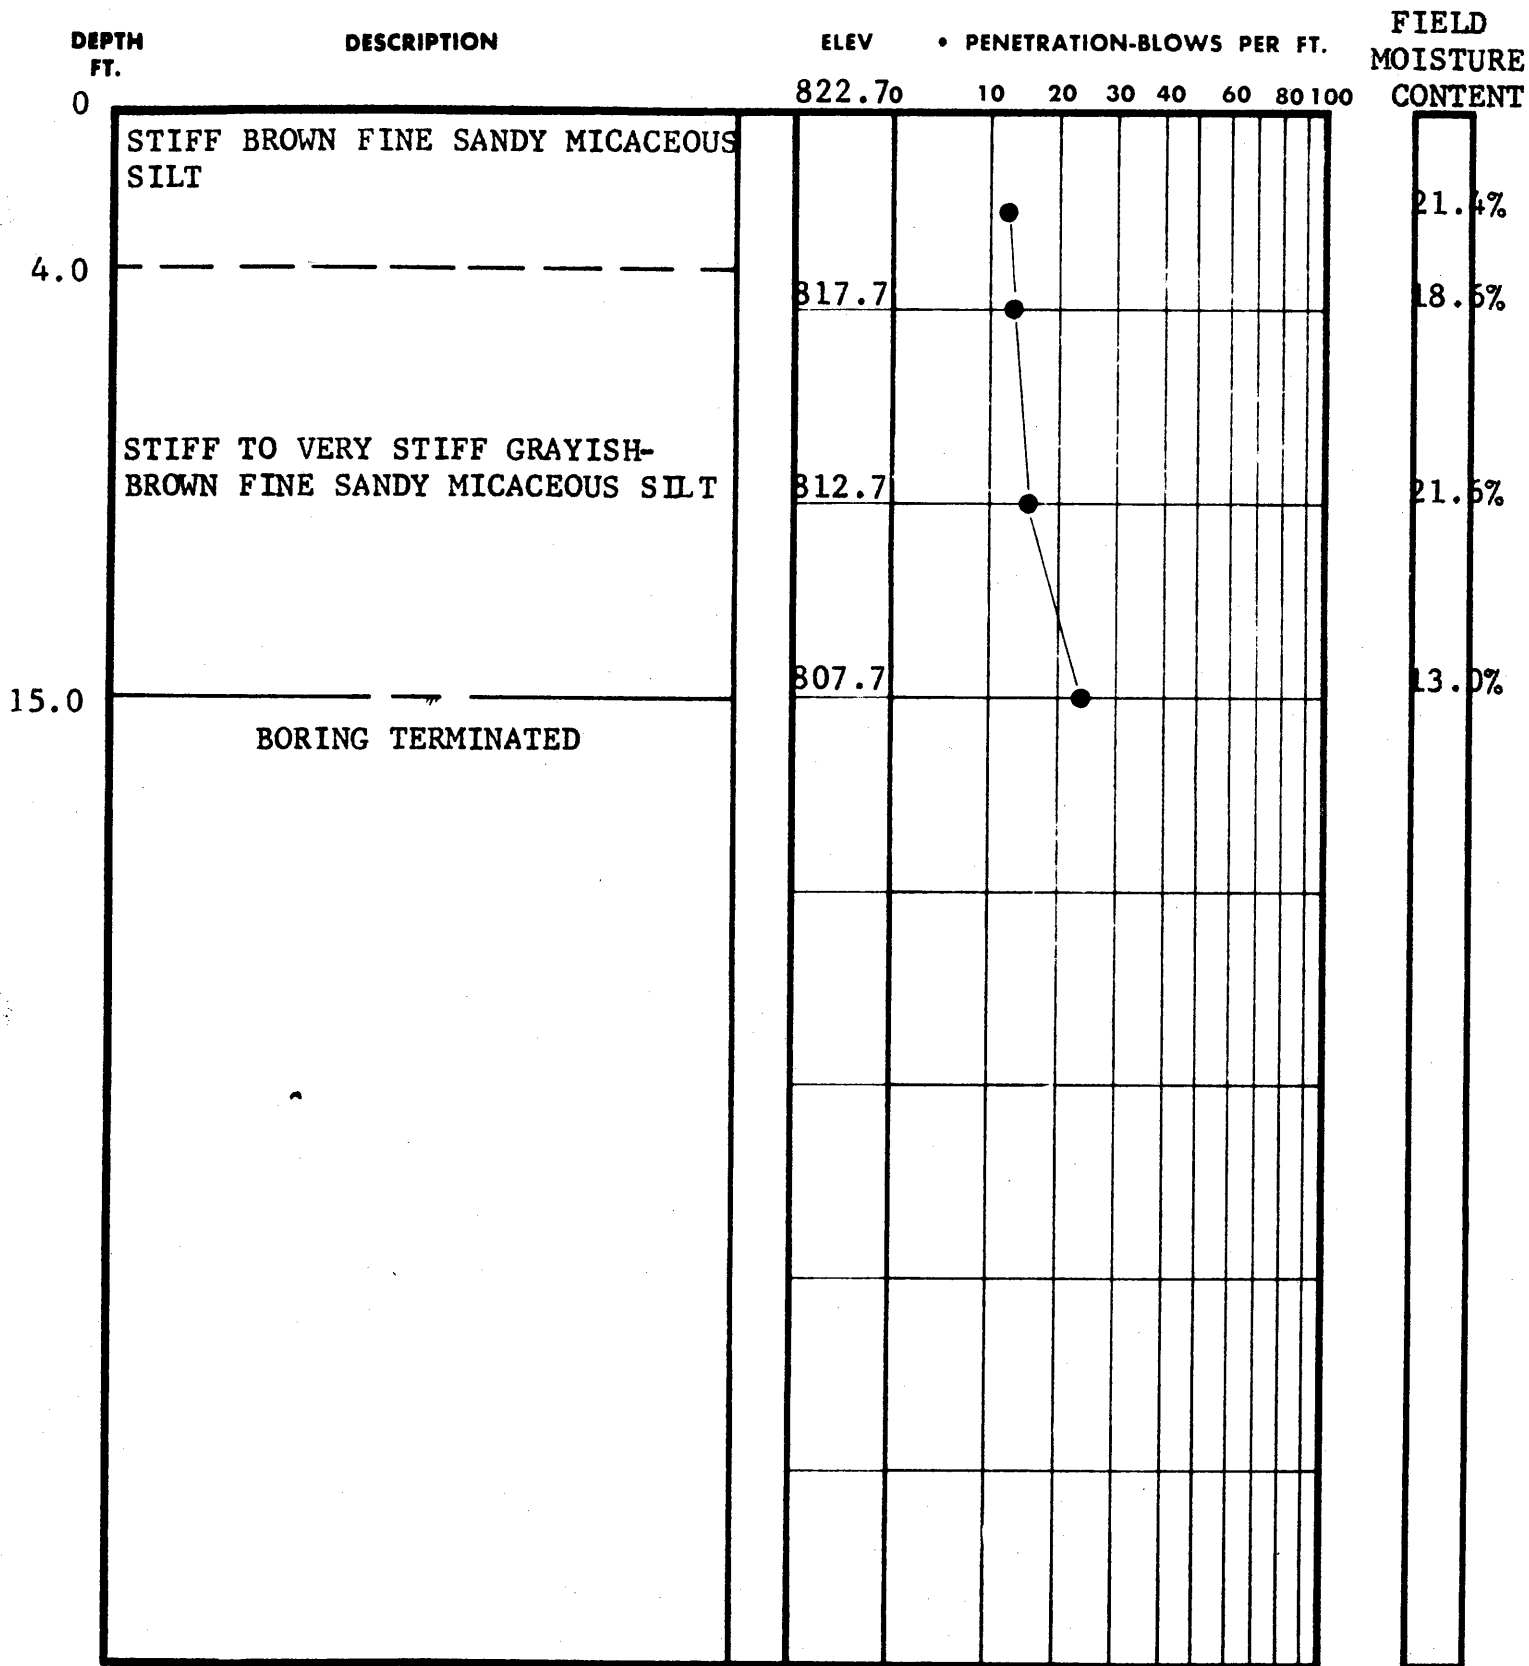 FIELD
MOISTURE
CONTENT
DEPTH
FT.
DESCRIPTION
ELEV
• PENETRATION-BLOWS PER FT.
0
822.7
0 10 20 30 40 60 80 100
STIFF BROWN FINE SANDY MICACEOUS
SILT
21.4%
4.0
817.7
18.6%
STIFF TO VERY STIFF GRAYISH-
BROWN FINE SANDY MICACEOUS SILT
812.7
21.6%
15.0
807.7
13.0%
BORING TERMINATED